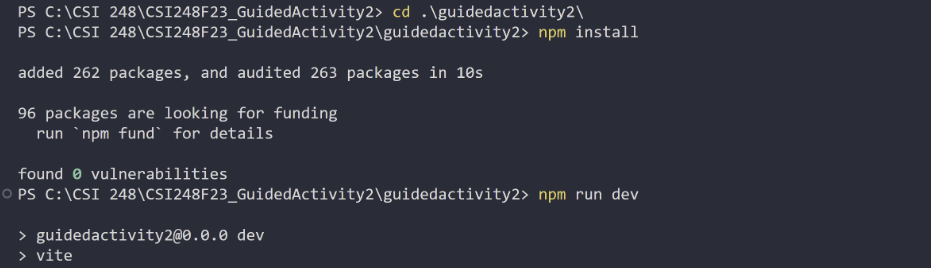 PS C:\CSI 248\CSI248F23_GuidedActivity2> cd .\guidedactivity2\
PS C:\CSI 248\CSI248F23_GuidedActivity2\guidedactivity2> npm install
added 262 packages, and audited 263 packages in 10s
96 packages are looking for funding
  run `npm fund` for details
found 0 vulnerabilities
PS C:\CSI 248\CSI248F23_GuidedActivity2\guidedactivity2> npm run dev
> guidedactivity2@0.0.0 dev
> vite